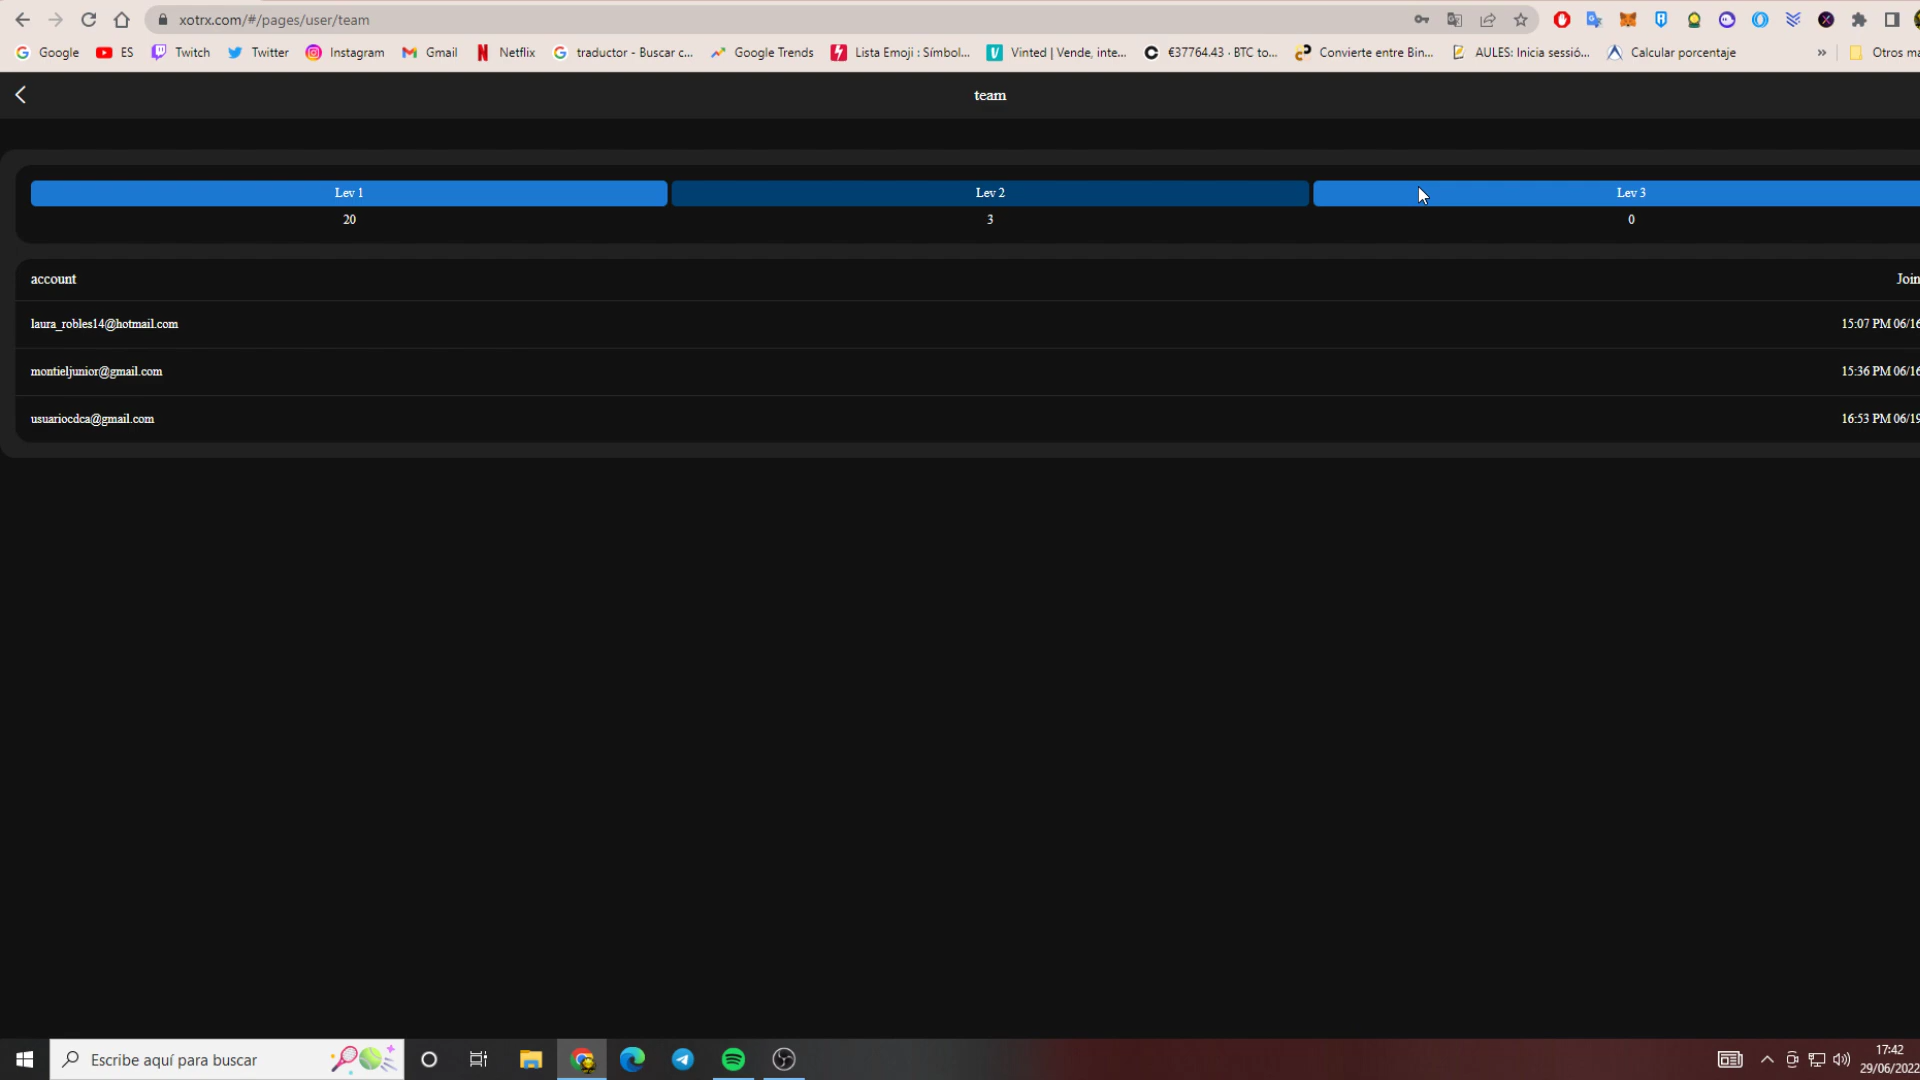 xotrx.com/#/pages/user/team
Google
ES
Twitch
Twitter
Instagram
Gmail
Netflix
traductor - Buscar c...
Google Trends
Lista Emoji : Símbol...
Vinted | Vende, inte...
€37764.43 · BTC to...
Convierte entre Bin...
AULES: Inicia sessió...
Calcular porcentaje
»
Otros ma
team
Lev 1
Lev 2
Lev 3
20
3
0
account
Join
laura_robles14@hotmail.com
15:07 PM 06/16
montieljunior@gmail.com
15:36 PM 06/16
usuariocdca@gmail.com
16:53 PM 06/19
Escribe aquí para buscar
17:42
29/06/2022